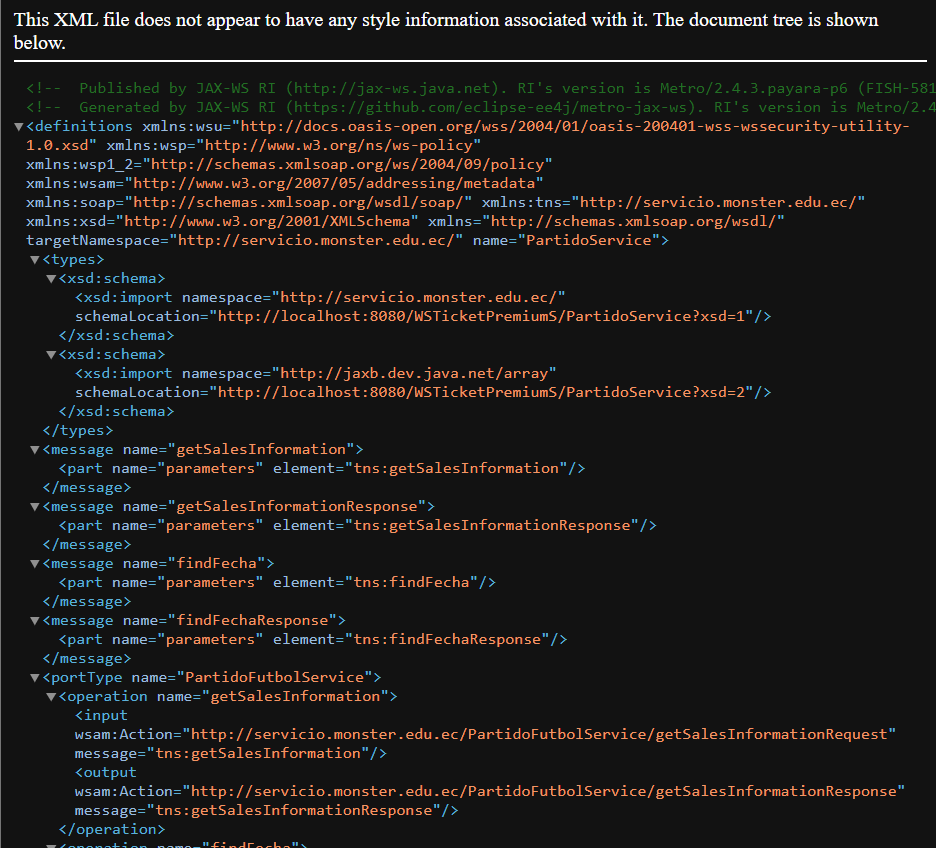 This XML file does not appear to have any style information associated with it. The document tree is shown
below.
<!-- Published by JAX-WS RI (http://jax-ws.java.net). RI's version is Metro/2.4.3.payara-p6 (FISH-581
<!-- Generated by JAX-WS RI (https://github.com/eclipse-ee4j/metro-jax-ws). RI's version is Metro/2.4
▼<definitions xmlns:wsu="http://docs.oasis-open.org/wss/2004/01/oasis-200401-wss-wssecurity-utility-
1.0.xsd" xmlns:wsp="http://www.w3.org/ns/ws-policy"
xmlns:wsp1_2="http://schemas.xmlsoap.org/ws/2004/09/policy"
xmlns:wsam="http://www.w3.org/2007/05/addressing/metadata"
xmlns:soap="http://schemas.xmlsoap.org/wsdl/soap/" xmlns:tns="http://servicio.monster.edu.ec/"
xmlns:xsd="http://www.w3.org/2001/XMLSchema" xmlns="http://schemas.xmlsoap.org/wsdl/"
targetNamespace="http://servicio.monster.edu.ec/" name="PartidoService">
▼<types>
▼<xsd:schema>
<xsd:import namespace="http://servicio.monster.edu.ec/"
schemaLocation="http://localhost:8080/WSTicketPremiumS/PartidoService?xsd=1"/>
</xsd:schema>
▼<xsd:schema>
<xsd:import namespace="http://jaxb.dev.java.net/array"
schemaLocation="http://localhost:8080/WSTicketPremiumS/PartidoService?xsd=2"/>
</xsd:schema>
</types>
▼<message name="getSalesInformation">
<part name="parameters" element="tns:getSalesInformation"/>
</message>
▼<message name="getSalesInformationResponse">
<part name="parameters" element="tns:getSalesInformationResponse"/>
</message>
▼<message name="findFecha">
<part name="parameters" element="tns:findFecha"/>
</message>
▼<message name="findFechaResponse">
<part name="parameters" element="tns:findFechaResponse"/>
</message>
▼<portType name="PartidoFutbolService">
▼<operation name="getSalesInformation">
<input
wsam:Action="http://servicio.monster.edu.ec/PartidoFutbolService/getSalesInformationRequest"
message="tns:getSalesInformation"/>
<output
wsam:Action="http://servicio.monster.edu.ec/PartidoFutbolService/getSalesInformationResponse"
message="tns:getSalesInformationResponse"/>
</operation>
▼<operation name="findFecha">